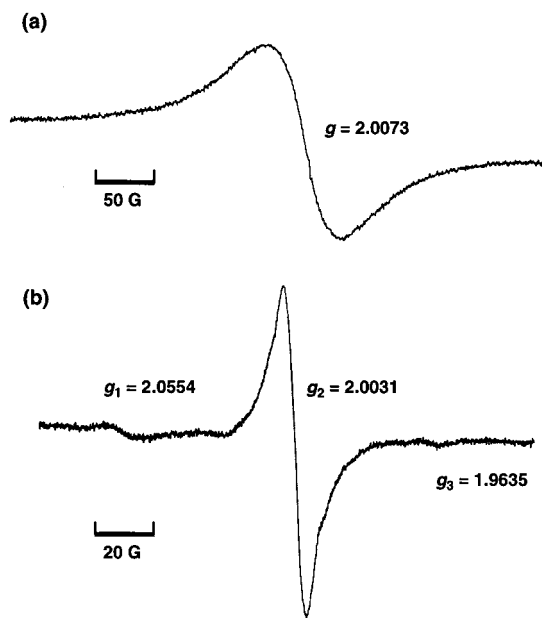 (a)
g = 2.0073
50 G
(b)
g₁ = 2.0554
g₂ = 2.0031
g₃ = 1.9635
20 G